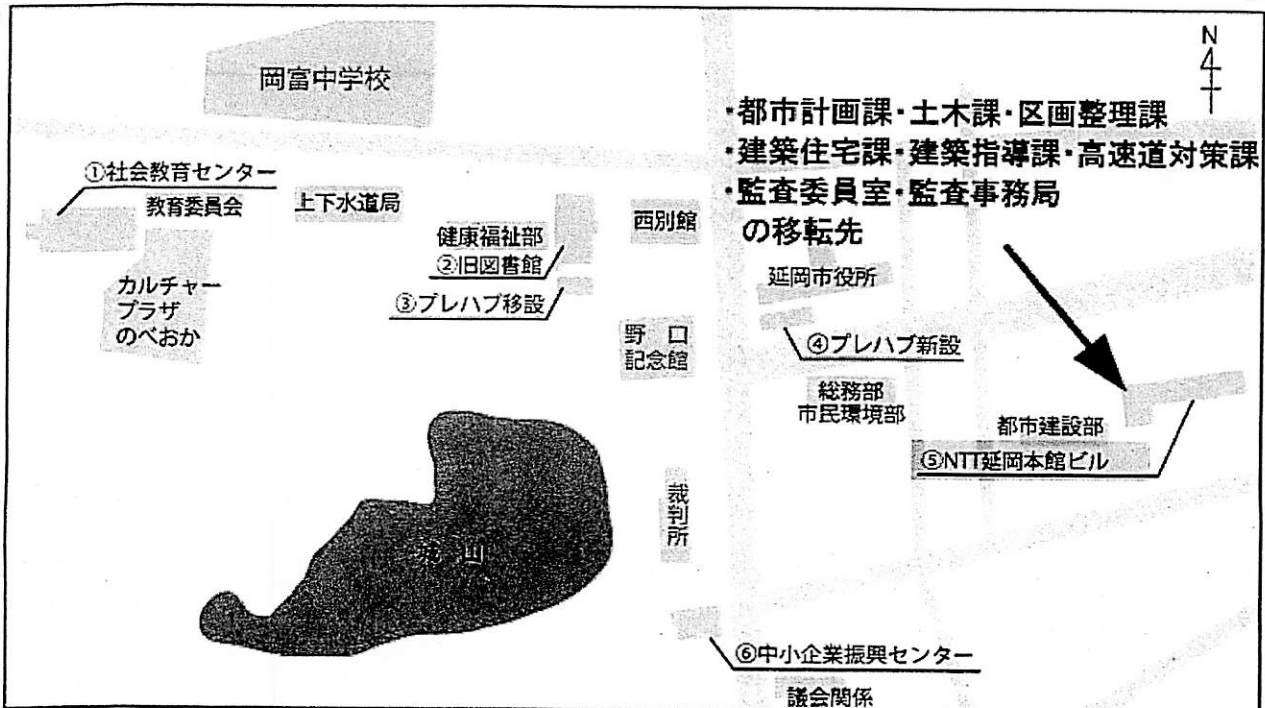 岡富中学校
N
・都市計画課・土木課・区画整理課
・建築住宅課・建築指導課・高速道対策課
・監査委員室・監査事務局
の移転先
①社会教育センター
教育委員会
上下水道局
健康福祉部
②旧図書館
③プレハブ移設
西別館
延岡市役所
カルチャー
プラザ
のべおか
野口
記念館
④プレハブ新設
総務部
市民環境部
都市建設部
⑤NTT延岡本館ビル
裁判所
城山
⑥中小企業振興センター
議会関係